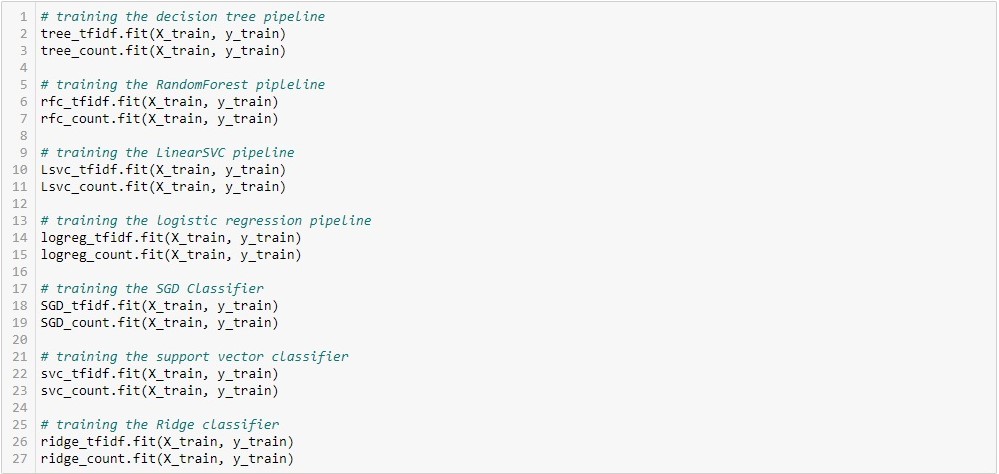 1 # training the decision tree pipeline
2 tree_tfidf.fit(X_train, y_train)
3 tree_count.fit(X_train, y_train)
4
5 # training the RandomForest pipleline
6 rfc_tfidf.fit(X_train, y_train)
7 rfc_count.fit(X_train, y_train)
8
9 # training the LinearSVC pipeline
10 Lsvc_tfidf.fit(X_train, y_train)
11 Lsvc_count.fit(X_train, y_train)
12
13 # training the logistic regression pipeline
14 logreg_tfidf.fit(X_train, y_train)
15 logreg_count.fit(X_train, y_train)
16
17 # training the SGD Classifier
18 SGD_tfidf.fit(X_train, y_train)
19 SGD_count.fit(X_train, y_train)
20
21 # training the support vector classifier
22 svc_tfidf.fit(X_train, y_train)
23 svc_count.fit(X_train, y_train)
24
25 # training the Ridge classifier
26 ridge_tfidf.fit(X_train, y_train)
27 ridge_count.fit(X_train, y_train)